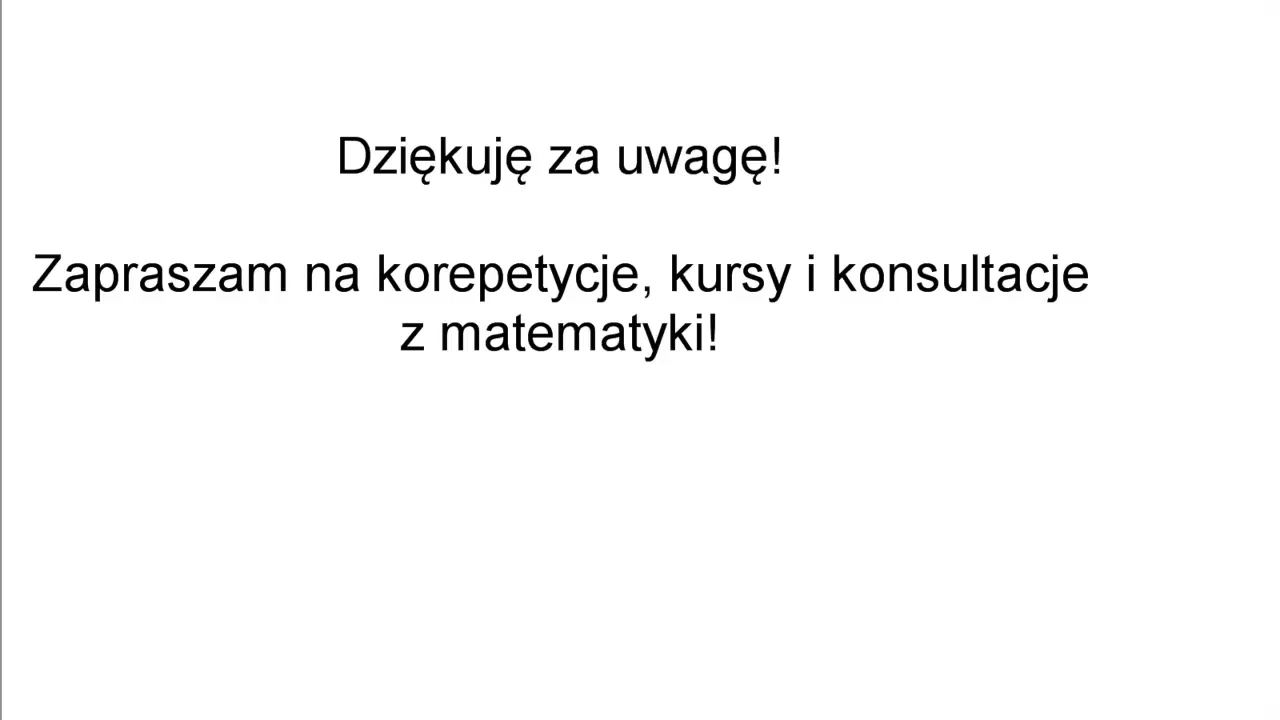 Dziękuję za uwagę!
Zapraszam na korepetycje, kursy i konsultacje
z matematyki!